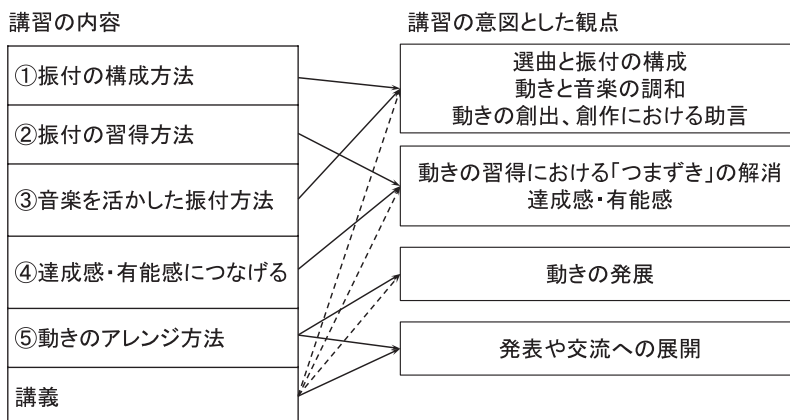 講習の内容
①振付の構成方法
②振付の習得方法
③音楽を活かした振付方法
④達成感・有能感につなげる
⑤動きのアレンジ方法
講義
講習の意図とした観点
選曲と振付の構成
動きと音楽の調和
動きの創出、創作における助言
動きの習得における「つまずき」の解消
達成感・有能感
動きの発展
発表や交流への展開